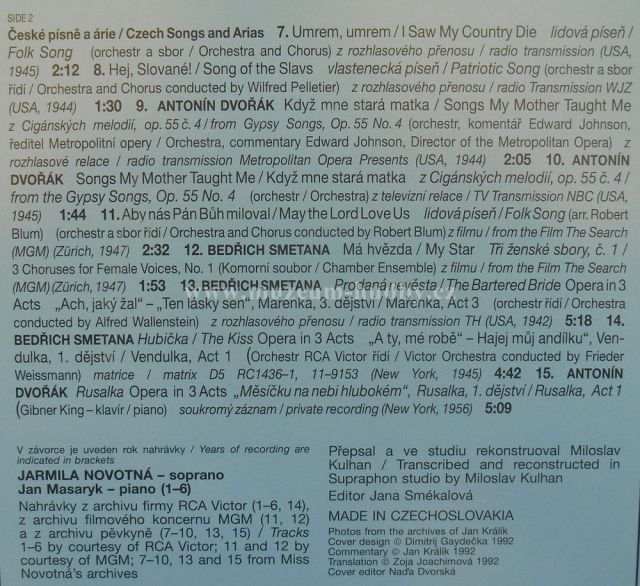 SIDE 2
České písně a árie / Czech Songs and Arias 7. Umrem, umrem / I Saw My Country Die lidová píseň /
Folk Song (orchestr a sbor / Orchestra and Chorus) z rozhlasového přenosu / radio transmission (USA,
1945) 2:12 8. Hej, Slované! / Song of the Slavs vlastenecká píseň / Patriotic Song (orchestr a sbor
řídí / Orchestra and Chorus conducted by Wilfred Pelletier) z rozhlasového přenosu / radio Transmission WJZ
(USA, 1944) 1:30 9. ANTONÍN DVOŘÁK Když mne stará matka / Songs My Mother Taught Me
z Cigánských melodií, op. 55 č. 4 / from Gypsy Songs, Op. 55 No. 4 (orchestr, komentář Edward Johnson,
ředitel Metropolitní opery / Orchestra, commentary Edward Johnson, Director of the Metropolitan Opera) z
rozhlasové relace / radio transmission Metropolitan Opera Presents (USA, 1944) 2:05 10. ANTONÍN
DVOŘÁK Songs My Mother Taught Me / Když mne stará matka z Cigánských melodií, op. 55 č. 4 /
from the Gypsy Songs, Op. 55 No. 4 (orchestr / Orchestra) z televizní relace / TV Transmission NBC (USA,
1945) 1:44 11. Aby nás Pán Bůh miloval / May the Lord Love Us lidová píseň / Folk Song (arr. Robert
Blum) (orchestr a sbor řídí / Orchestra and Chorus conducted by Robert Blum) z filmu / from the Film The Search
(MGM) (Zürich, 1947) 2:32 12. BEDŘICH SMETANA Má hvězda / My Star Tři ženské sbory, č. 1 /
3 Choruses for Female Voices, No. 1 (Komorní soubor / Chamber Ensemble) z filmu / from the Film The Search
(MGM) (Zürich, 1947) 1:53 13. BEDŘICH SMETANA Prodaná nevěsta / The Bartered Bride Opera in 3
Acts „Ach, jaký žal“ – „Ten lásky sen“, Mařenka, 3. dějství / Mařenka, Act 3 (orchestr řídí / Orchestra
conducted by Alfred Wallenstein) z rozhlasového přenosu / radio transmission TH (USA, 1942) 5:18 14.
BEDŘICH SMETANA Hubička / The Kiss Opera in 3 Acts „A ty, mé robě“ – Hajej můj andílku“, Ven-
dulka, 1. dějství / Vendulka, Act 1 (Orchestr RCA Victor řídí / Victor Orchestra conducted by Frieder
Weissmann) matrice / matrix D5 RC1436–1, 11–9153 (New York, 1945) 4:42 15. ANTONÍN
DVOŘÁK Rusalka Opera in 3 Acts „Měsíčku na nebi hlubokém“, Rusalka, 1. dějství / Rusalka, Act 1
(Gibner King – klavír / piano) soukromý záznam / private recording (New York, 1956) 5:09
V závorce je uveden rok nahrávky / Years of recording are
indicated in brackets
JARMILA NOVOTNÁ – soprano
Jan Masaryk – piano (1–6)
Nahrávky z archivu firmy RCA Victor (1–6, 14),
z archivu filmového koncernu MGM (11, 12)
a z archivu pěvkyně (7–10, 13, 15) / Tracks
1–6 by courtesy of RCA Victor; 11 and 12 by
courtesy of MGM; 7–10, 13 and 15 from Miss
Novotná's archives
Přepsal a ve studiu rekonstruoval Miloslav
Kulhan / Transcribed and reconstructed in
Supraphon studio by Miloslav Kulhan
Editor Jana Smékalová
MADE IN CZECHOSLOVAKIA
Photos from the archives of Jan Králík
Cover design © Dimitrij Gaydečka 1992
Commentary © Jan Králík 1992
Translation © Zoja Joachimová 1992
Cover editor Naďa Dvorská